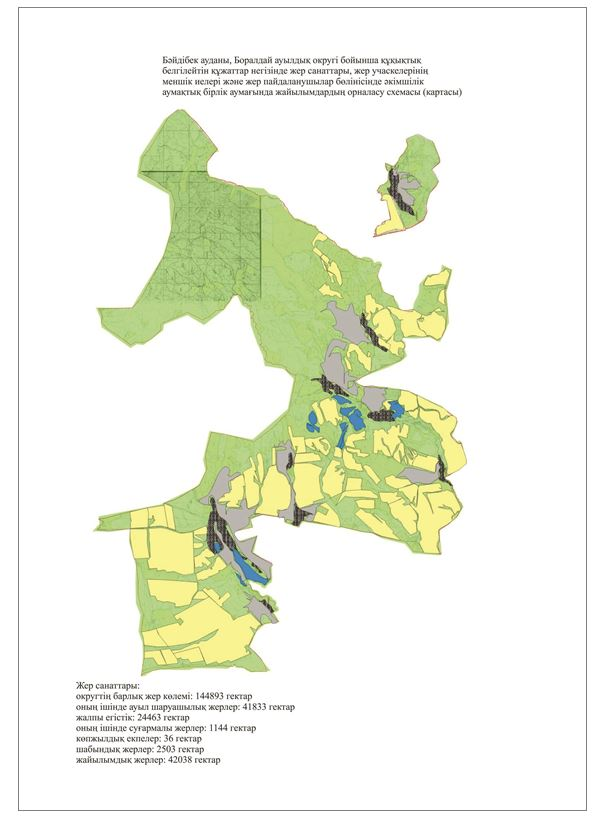 Бәйдібек ауданы, Боралдай ауылдық округі бойынша құқықтық
белгілейтін құжаттар негізінде жер санаттары, жер учаскелерінің
меншік иелері және жер пайдаланушылар бөлінісінде әкімшілік
аумақтық бірлік аумағында жайылымдардың орналасу схемасы (картасы)
Жер санаттары:
округтің барлық жер көлемі: 144893 гектар
оның ішінде ауыл шаруашылық жерлер: 41833 гектар
жалпы егістік: 24463 гектар
оның ішінде суғармалы жерлер: 1144 гектар
көпжылдық екпелер: 36 гектар
шабындық жерлер: 2503 гектар
жайылымдық жерлер: 42038 гектар